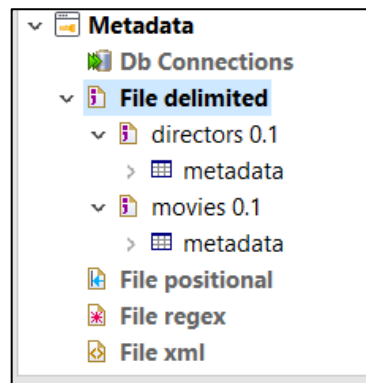 Metadata
Db Connections
File delimited
directors 0.1
metadata
movies 0.1
metadata
File positional
File regex
File xml